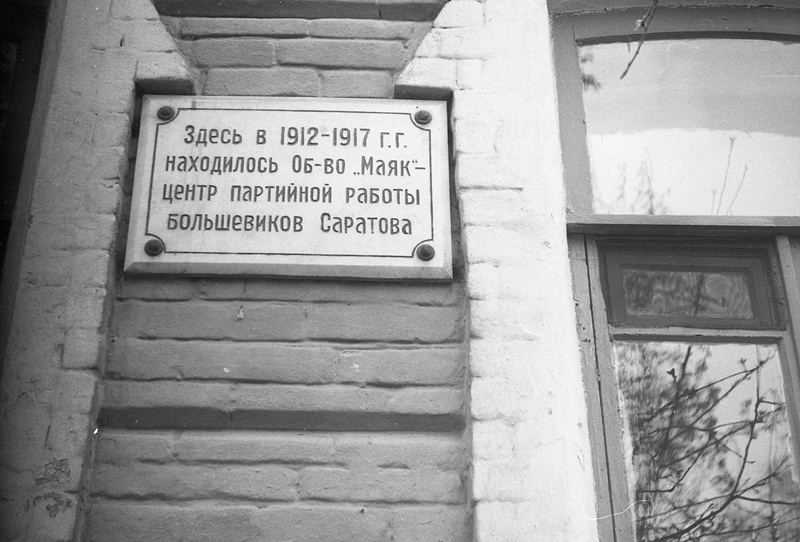 Здесь в 1912-1917 г.г.
находилось Об-во „Маяк"–
центр партийной работы
большевиков Саратова